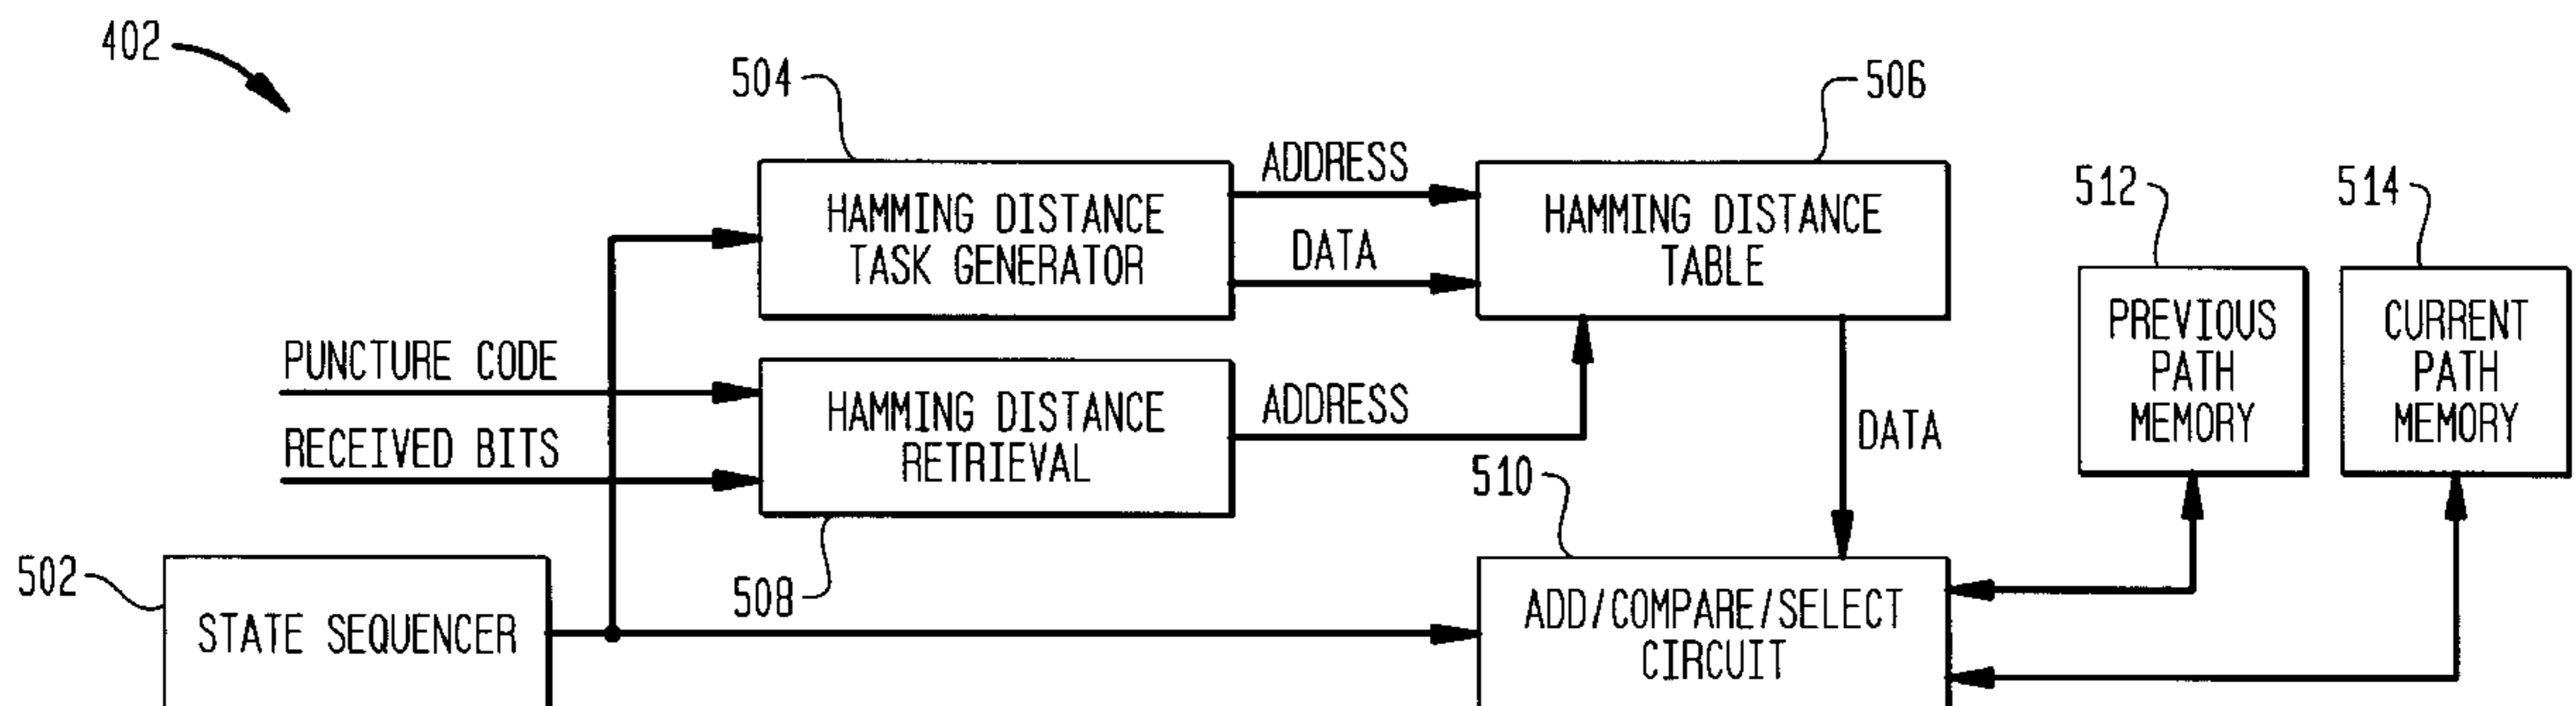 402
504
506
ADDRESS
HAMMING DISTANCE
TASK GENERATOR
DATA
HAMMING DISTANCE
TABLE
512
514
PREVIOUS
PATH
MEMORY
CURRENT
PATH
MEMORY
PUNCTURE CODE
RECEIVED BITS
HAMMING DISTANCE
RETRIEVAL
ADDRESS
DATA
510
502
508
STATE SEQUENCER
ADD/COMPARE/SELECT
CIRCUIT